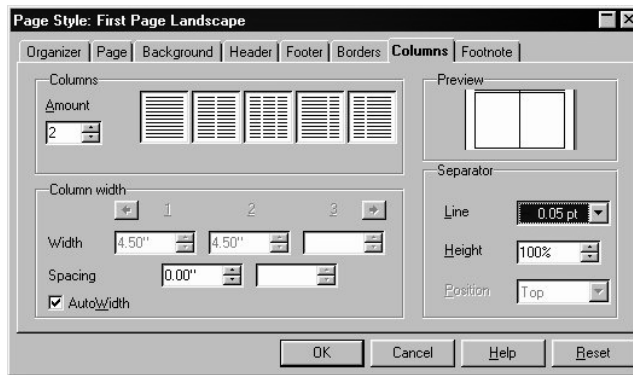 Page Style: First Page Landscape
Organizer Page Background Header Footer Borders Columns Footnote
Columns
Amount
2
Preview
Column width
1 2 3
Width 4.50" 4.50"
Spacing 0.00"
AutoWidth
Separator
Line 0.05 pt
Height 100%
Position Top
OK Cancel Help Reset